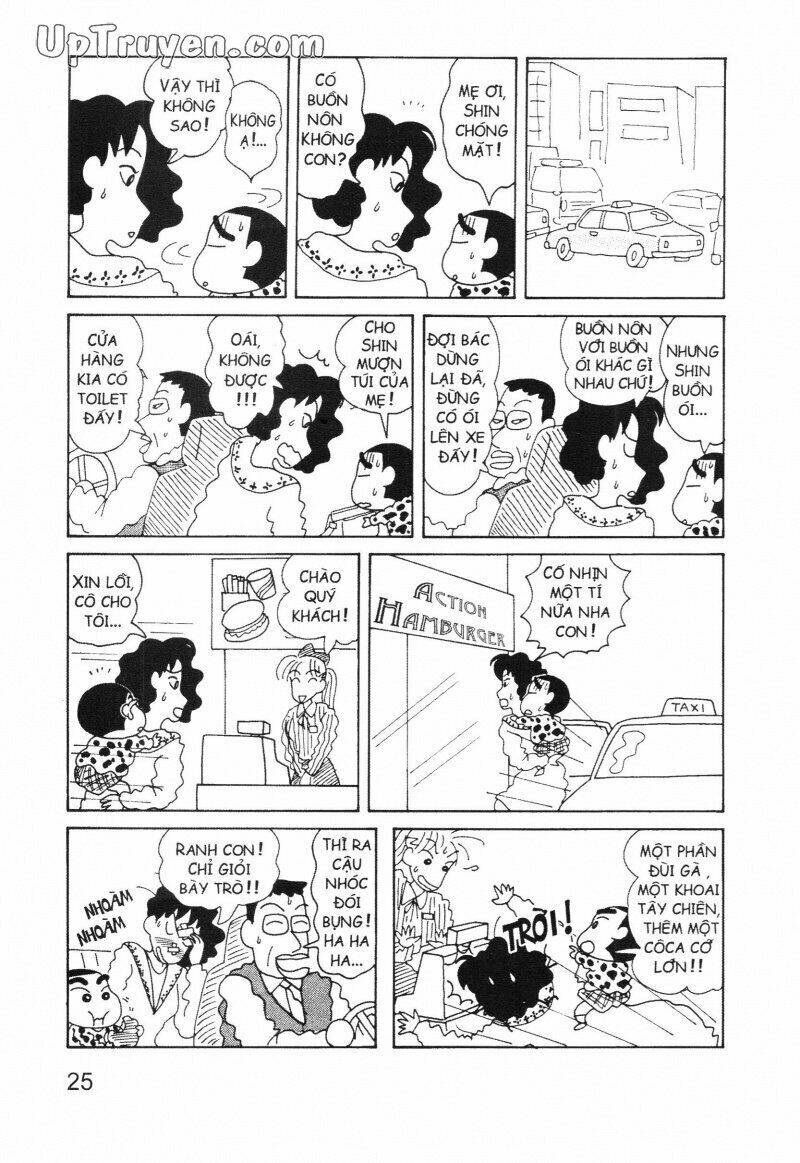 UpTruyen.com
MẸ ƠI,
SHIN
CHÓNG
MẶT!
CÓ
BUỒN
NÔN
KHÔNG
CON?
KHÔNG
Ạ!...
VẬY THÌ
KHÔNG
SAO!
NHƯNG
SHIN
BUỒN
ÓI...
BUỒN NÔN
VỚI BUỒN
ÓI KHÁC GÌ
NHAU CHỨ!
ĐỢI BÁC
DỪNG
LẠI ĐÃ,
ĐỪNG
CÓ ÓI
LÊN XE
ĐẤY!
CHO
SHIN
MƯỢN
TÚI CỦA
MẸ!
OÁI,
KHÔNG
ĐƯỢC
!!!
CỬA
HÀNG
KIA CÓ
TOILET
ĐẤY!
CỐ NHỊN
MỘT TÍ
NỮA NHA
CON!
ACTION
HAMBURGER
TAXI
CHÀO
QUÝ
KHÁCH!
XIN LỖI,
CÔ CHO
TÔI...
MỘT PHẦN
ĐÙI GÀ,
MỘT KHOAI
TÂY CHIÊN,
THÊM MỘT
CÔCA CỠ
LỚN!!
TRỜI!
THÌ RA
CẬU
NHÓC
ĐÓI
BỤNG!
HA HA
HA...
RANH CON!
CHỈ GIỎI
BÀY TRÒ!!
NHOÀM
NHOÀM
25